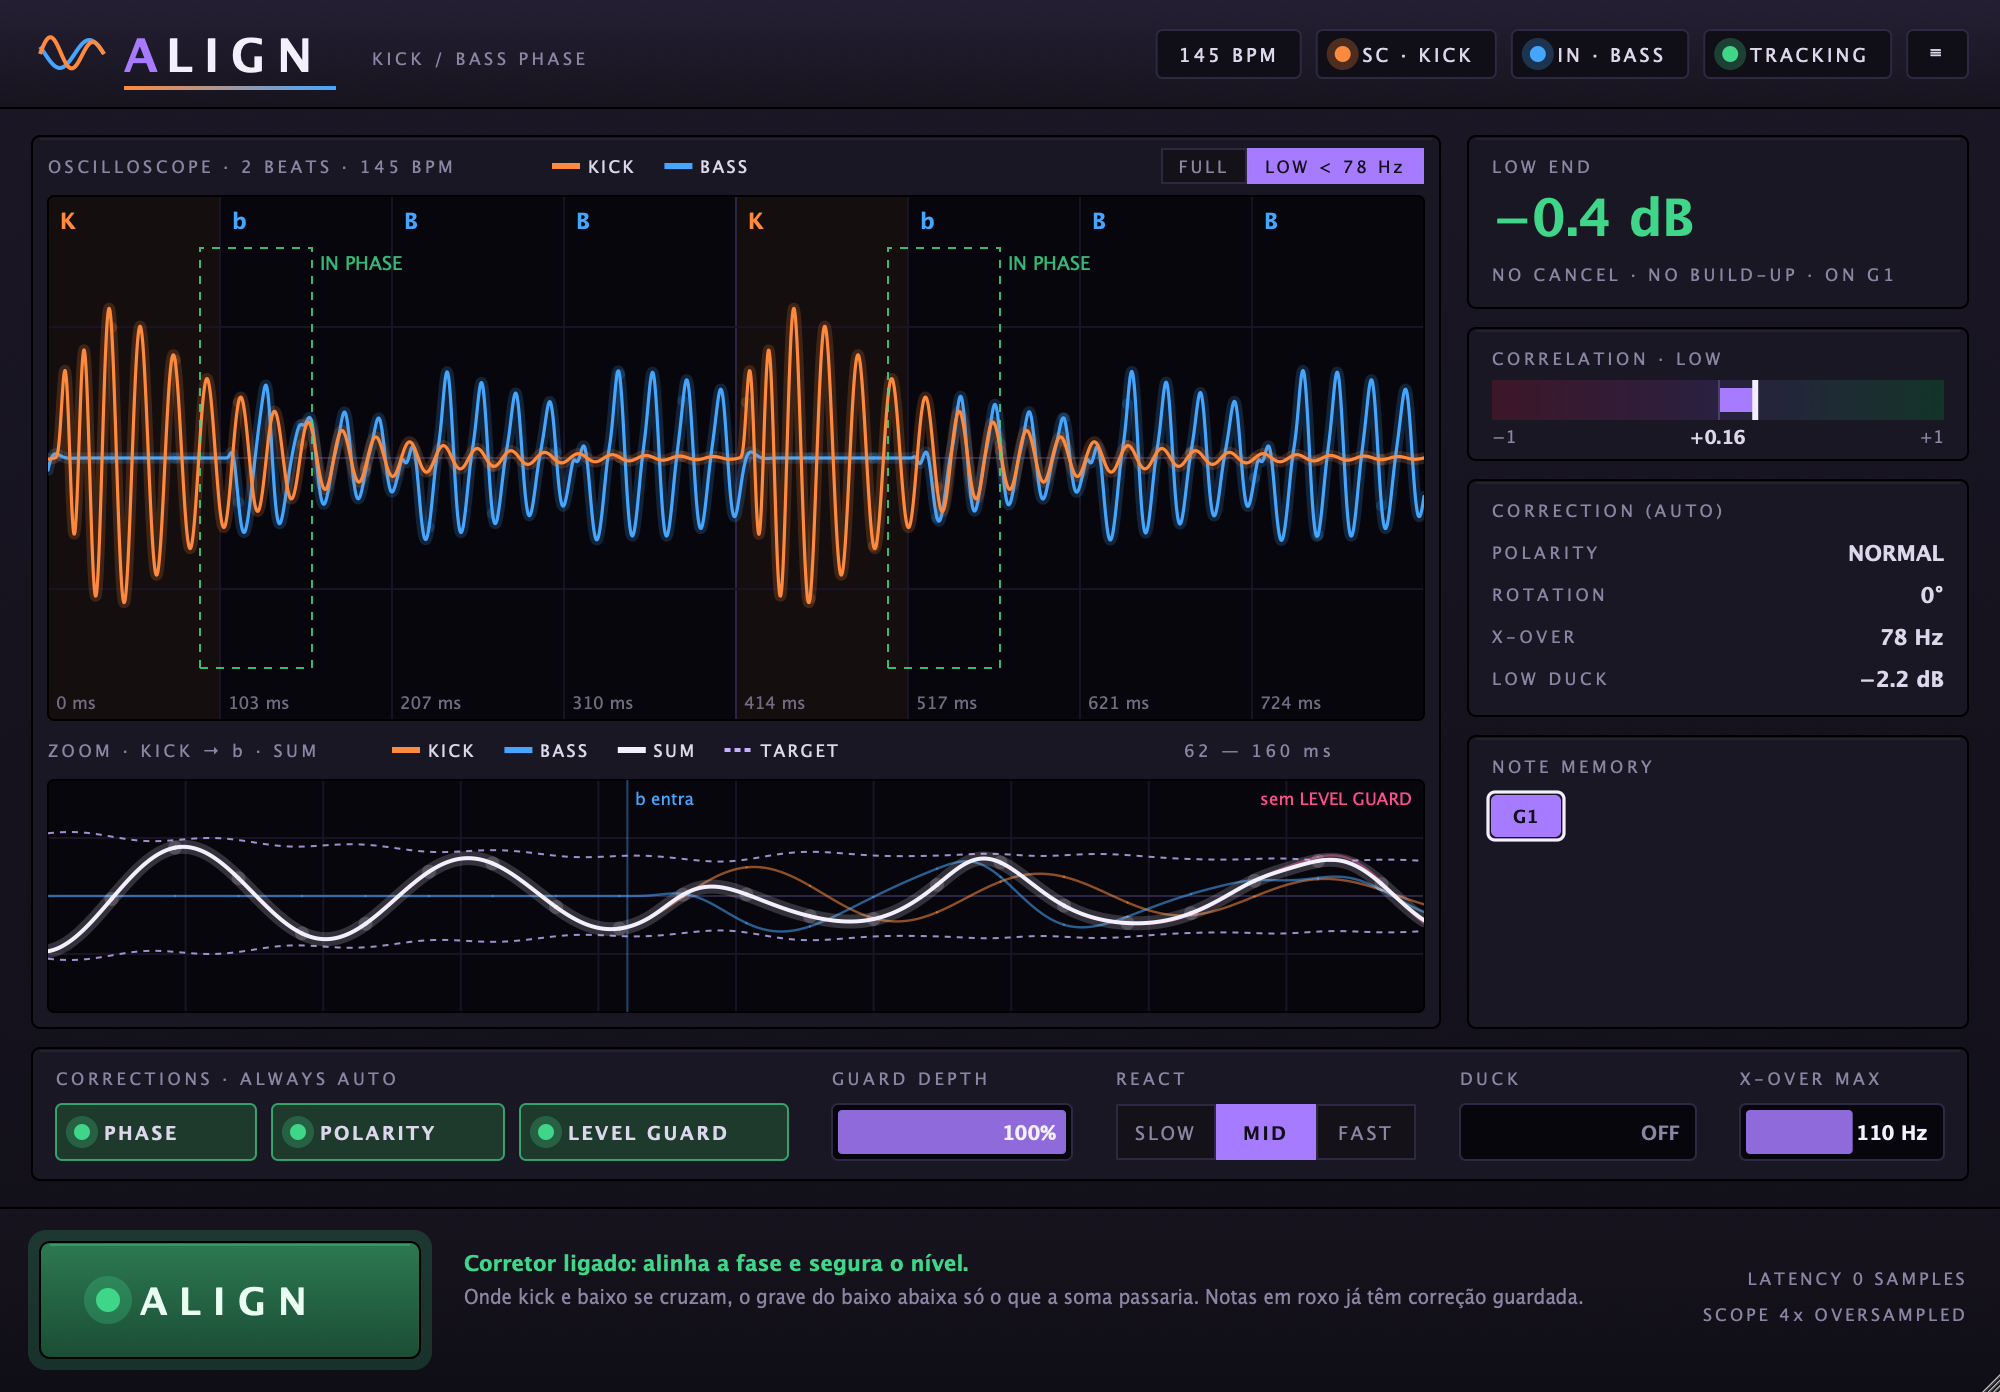 ALIGN
KICK / BASS PHASE
145 BPM
SC · KICK
IN · BASS
TRACKING
≡
OSCILLOSCOPE · 2 BEATS · 145 BPM
KICK
BASS
FULL
LOW < 78 Hz
K
b
B
B
K
b
B
B
IN PHASE
IN PHASE
0 ms
103 ms
207 ms
310 ms
414 ms
517 ms
621 ms
724 ms
ZOOM · KICK → b · SUM
KICK
BASS
SUM
TARGET
62 — 160 ms
b entra
sem LEVEL GUARD
LOW END
−0.4 dB
NO CANCEL · NO BUILD-UP · ON G1
CORRELATION · LOW
−1
+0.16
+1
CORRECTION (AUTO)
POLARITY
NORMAL
ROTATION
0°
X-OVER
78 Hz
LOW DUCK
−2.2 dB
NOTE MEMORY
G1
CORRECTIONS · ALWAYS AUTO
PHASE
POLARITY
LEVEL GUARD
GUARD DEPTH
100%
REACT
SLOW
MID
FAST
DUCK
OFF
X-OVER MAX
110 Hz
ALIGN
Corretor ligado: alinha a fase e segura o nível.
Onde kick e baixo se cruzam, o grave do baixo abaixa só o que a soma passaria. Notas em roxo já têm correção guardada.
LATENCY 0 SAMPLES
SCOPE 4x OVERSAMPLED